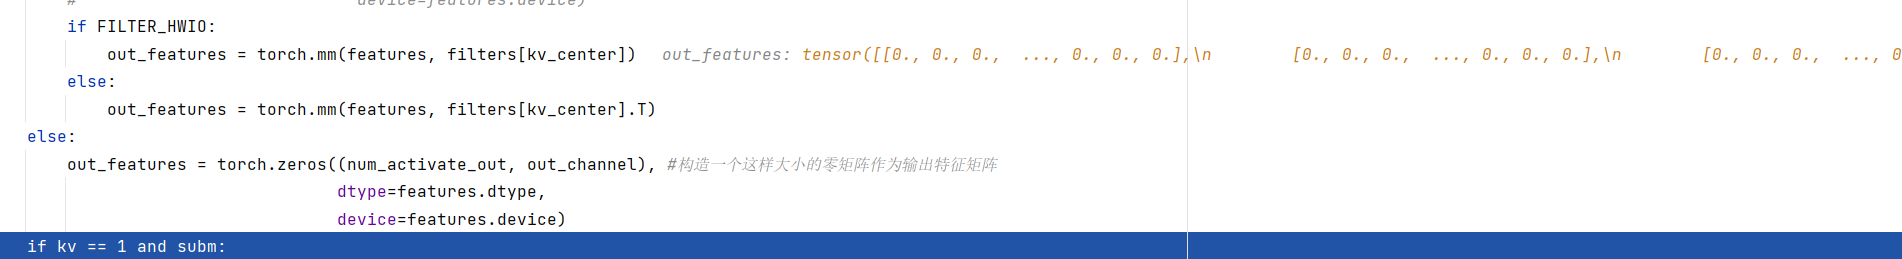 #                            device=features.device)
    if FILTER_HWIO:
        out_features = torch.mm(features, filters[kv_center])   out_features: tensor([[0., 0., 0.,  ..., 0., 0., 0.],\n        [0., 0., 0.,  ..., 0., 0., 0.],\n        [0., 0., 0.,  ..., 0
    else:
        out_features = torch.mm(features, filters[kv_center].T)
else:
    out_features = torch.zeros((num_activate_out, out_channel), #构造一个这样大小的零矩阵作为输出特征矩阵
                               dtype=features.dtype,
                               device=features.device)
if kv == 1 and subm: